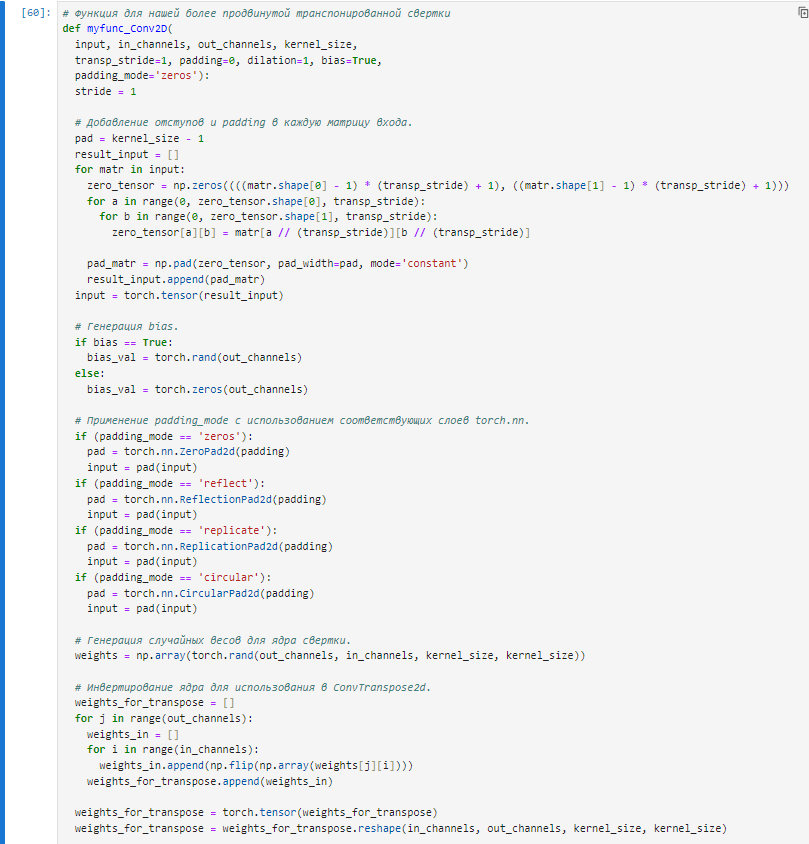 [60]: # Функция для нашей более продвинутой транспонированной свертки
def myfunc_Conv2D(
  input, in_channels, out_channels, kernel_size,
  transp_stride=1, padding=0, dilation=1, bias=True,
  padding_mode='zeros'):
  stride = 1

  # Добавление отступов и padding в каждую матрицу входа.
  pad = kernel_size - 1
  result_input = []
  for matr in input:
    zero_tensor = np.zeros((((matr.shape[0] - 1) * (transp_stride) + 1), ((matr.shape[1] - 1) * (transp_stride) + 1)))
    for a in range(0, zero_tensor.shape[0], transp_stride):
      for b in range(0, zero_tensor.shape[1], transp_stride):
        zero_tensor[a][b] = matr[a // (transp_stride)][b // (transp_stride)]

    pad_matr = np.pad(zero_tensor, pad_width=pad, mode='constant')
    result_input.append(pad_matr)
  input = torch.tensor(result_input)

  # Генерация bias.
  if bias == True:
    bias_val = torch.rand(out_channels)
  else:
    bias_val = torch.zeros(out_channels)

  # Применение padding_mode с использованием соответствующих слоев torch.nn.
  if (padding_mode == 'zeros'):
    pad = torch.nn.ZeroPad2d(padding)
    input = pad(input)
  if (padding_mode == 'reflect'):
    pad = torch.nn.ReflectionPad2d(padding)
    input = pad(input)
  if (padding_mode == 'replicate'):
    pad = torch.nn.ReplicationPad2d(padding)
    input = pad(input)
  if (padding_mode == 'circular'):
    pad = torch.nn.CircularPad2d(padding)
    input = pad(input)

  # Генерация случайных весов для ядра свертки.
  weights = np.array(torch.rand(out_channels, in_channels, kernel_size, kernel_size))

  # Инвертирование ядра для использования в ConvTranspose2d.
  weights_for_transpose = []
  for j in range(out_channels):
    weights_in = []
    for i in range(in_channels):
      weights_in.append(np.flip(np.array(weights[j][i])))
    weights_for_transpose.append(weights_in)

  weights_for_transpose = torch.tensor(weights_for_transpose)
  weights_for_transpose = weights_for_transpose.reshape(in_channels, out_channels, kernel_size, kernel_size)